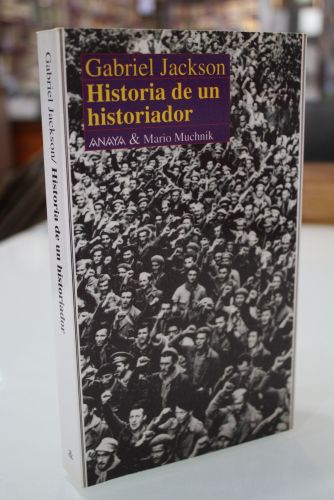 Gabriel Jackson
Historia de un
historiador
ANAYA & Mario Muchnik
Gabriel Jackson/ Historia de un historiador
&